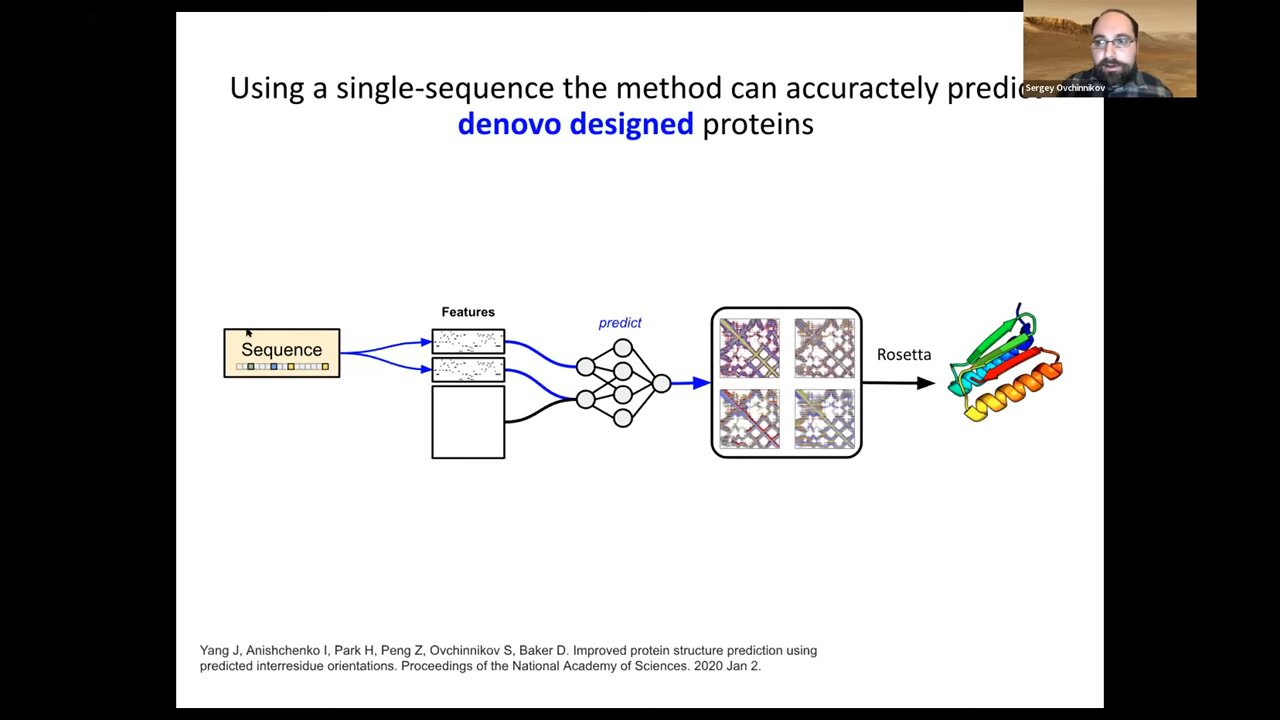 Using a single-sequence the method can accuractely predict
denovo designed proteins
Sergey Ovchinnikov
Features
predict
Sequence
Rosetta
Yang J, Anishchenko I, Park H, Peng Z, Ovchinnikov S, Baker D. Improved protein structure prediction using
predicted interresidue orientations. Proceedings of the National Academy of Sciences. 2020 Jan 2.